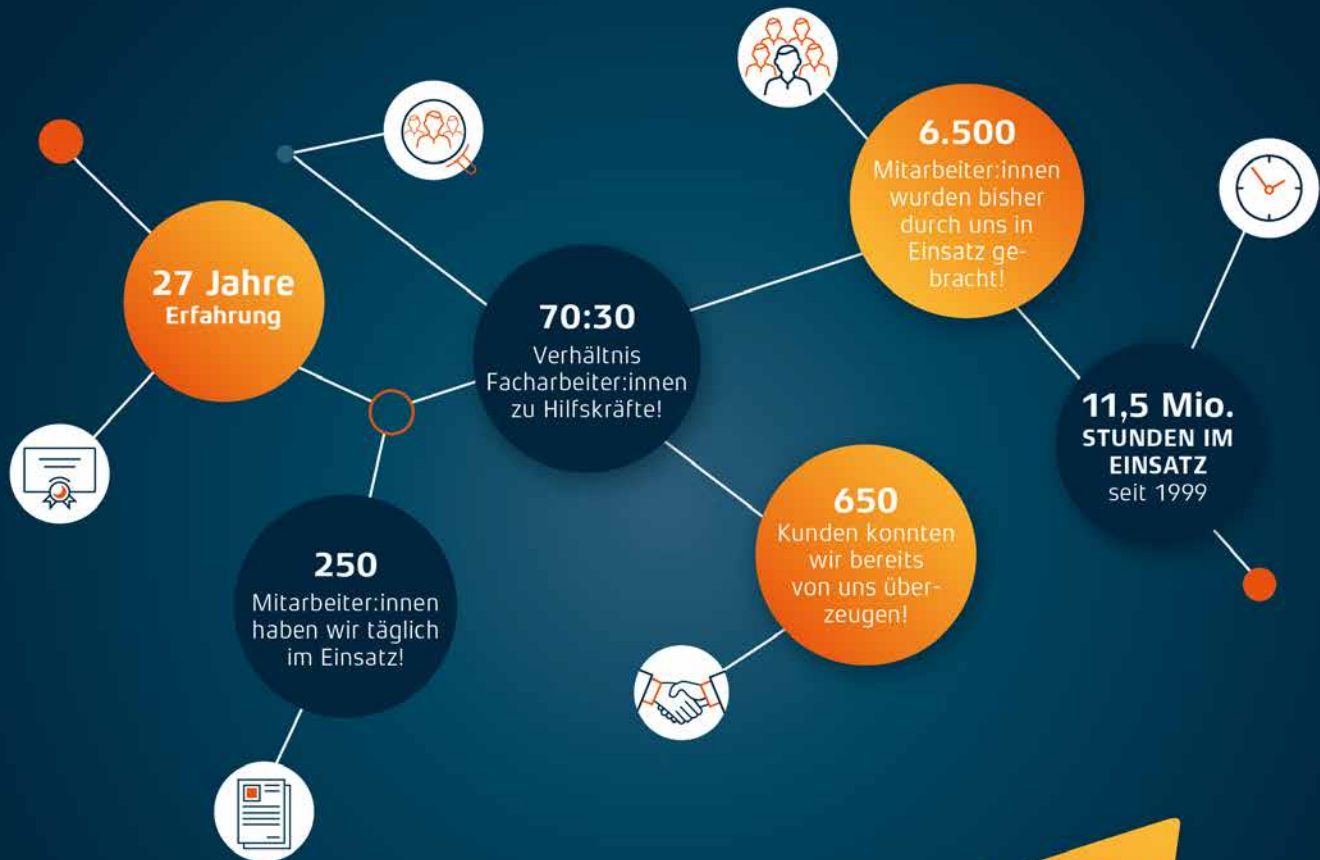 27 Jahre
Erfahrung
70:30
Verhältnis
Facharbeiter:innen
zu Hilfskräfte!
6.500
Mitarbeiter:innen
wurden bisher
durch uns in
Einsatz ge-
bracht!
11,5 Mio.
STUNDEN IM
EINSATZ
seit 1999
250
Mitarbeiter:innen
haben wir täglich
im Einsatz!
650
Kunden konnten
wir bereits
von uns über-
zeugen!